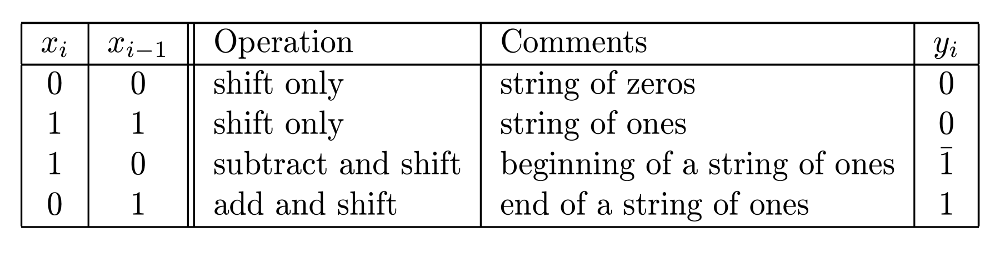 x_i x_{i−1} Operation Comments y_i
0 0 shift only string of zeros 0
1 1 shift only string of ones 0
1 0 subtract and shift beginning of a string of ones 1̄
0 1 add and shift end of a string of ones 1